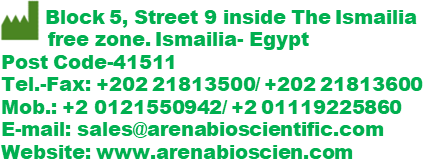 Block 5, Street 9 inside The Ismailia
free zone. Ismailia- Egypt
Post Code-41511
Tel.-Fax: +202 21813500/ +202 21813600
Mob.: +2 0121550942/ +2 01119225860
E-mail: sales@arenabioscientific.com
Website: www.arenabioscien.com